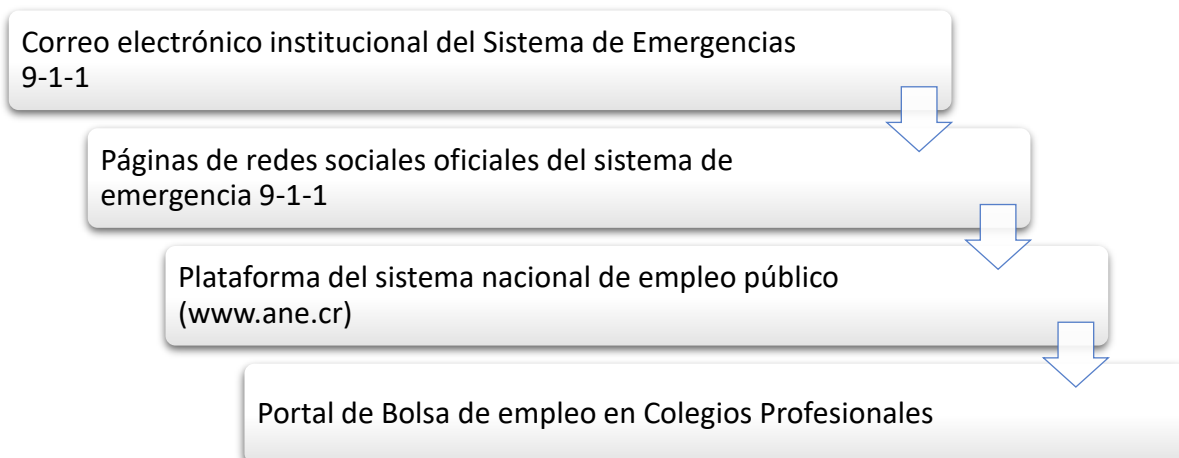 Correo electrónico institucional del Sistema de Emergencias
9-1-1
Páginas de redes sociales oficiales del sistema de
emergencia 9-1-1
Plataforma del sistema nacional de empleo público
(www.ane.cr)
Portal de Bolsa de empleo en Colegios Profesionales